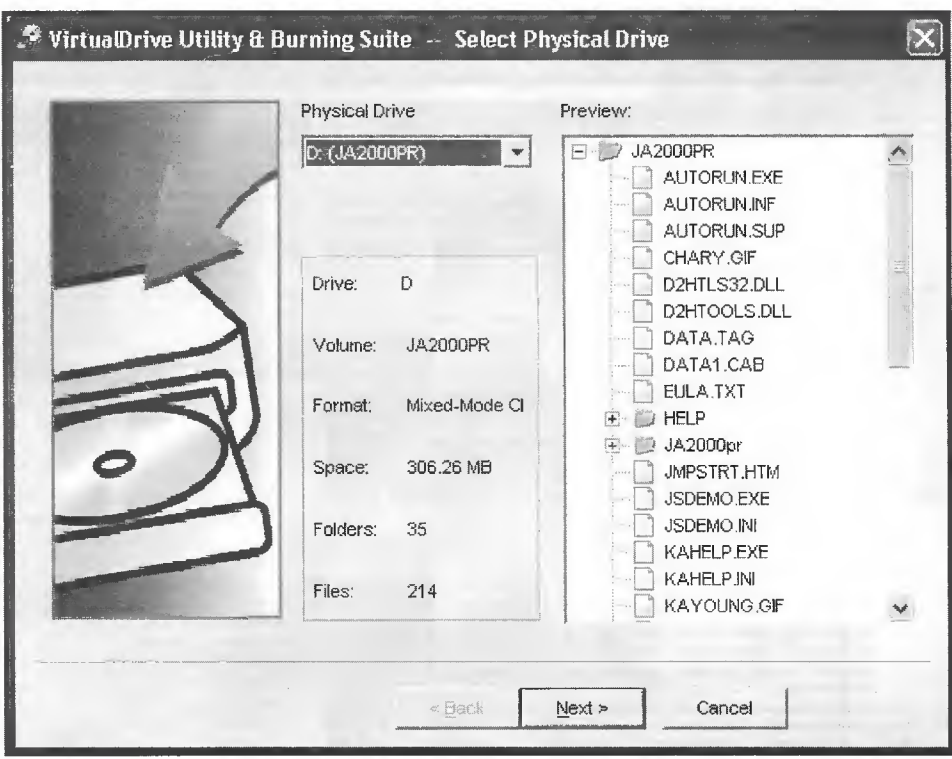 VirtualDrive Utility & Burning Suite -- Select Physical Drive
Physical Drive
D: (JA2000PR)
Drive: D
Volume: JA2000PR
Format: Mixed-Mode CI
Space: 306.26 MB
Folders: 35
Files: 214
Preview:
JA2000PR
AUTORUN.EXE
AUTORUN.INF
AUTORUN.SUP
CHARY.GIF
D2HTLS32.DLL
D2HTOOLS.DLL
DATA.TAG
DATA1.CAB
EULA.TXT
HELP
JA2000pr
JMPSTRT.HTM
JSDEMO.EXE
JSDEMO.INI
KAHELP.EXE
KAHELP.INI
KAYOUNG.GIF
< Back
Next >
Cancel